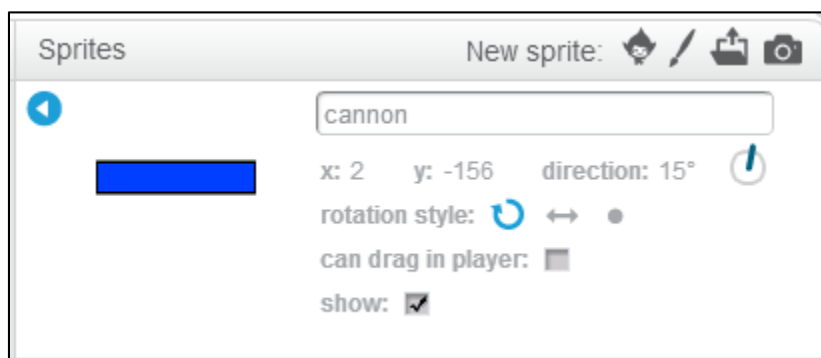 Sprites New sprite:
cannon
x: 2 y: -156 direction: 15°
rotation style:
can drag in player:
show: